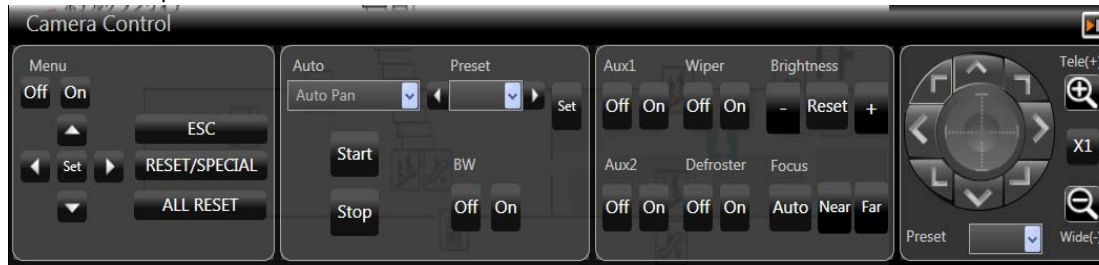 Camera Control
Menu
Off On
Set
ESC
RESET/SPECIAL
ALL RESET
Auto
Auto Pan
Preset
Set
Start
Stop
BW
Off On
Aux1
Off On
Wiper
Off On
Brightness
- Reset +
Aux2
Off On
Defroster
Off On
Focus
Auto Near Far
Tele(+)
X1
Wide(-)
Preset